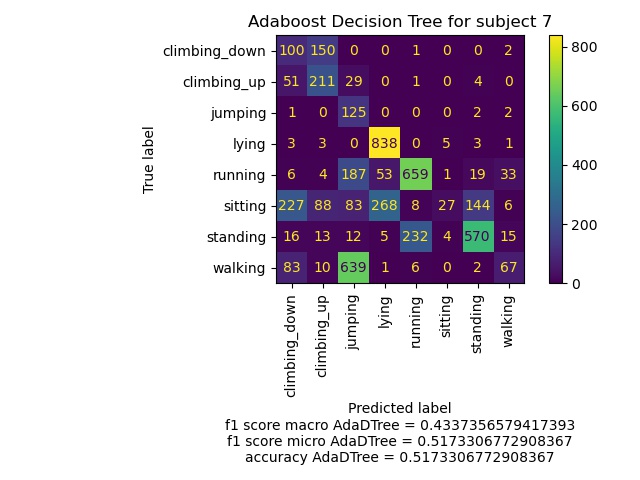 Adaboost Decision Tree for subject 7
True label
climbing_down 100 150 0 0 1 0 0 2
climbing_up 51 211 29 0 1 0 4 0
jumping 1 0 125 0 0 0 2 2
lying 3 3 0 838 0 5 3 1
running 6 4 187 53 659 1 19 33
sitting 227 88 83 268 8 27 144 6
standing 16 13 12 5 232 4 570 15
walking 83 10 639 1 6 0 2 67
climbing_down climbing_up jumping lying running sitting standing walking
800
600
400
200
0
Predicted label
f1 score macro AdaDTree = 0.4337356579417393
f1 score micro AdaDTree = 0.5173306772908367
accuracy AdaDTree = 0.5173306772908367